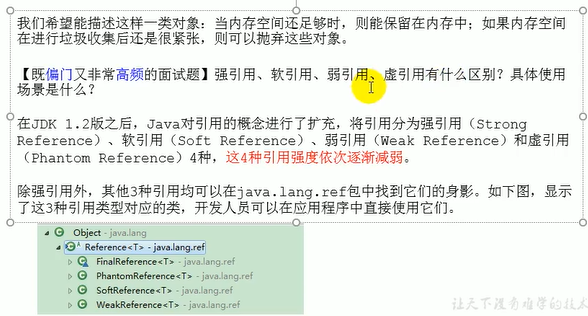 我们希望能描述这样一类对象：当内存空间还足够时，则能保留在内存中；如果内存空间
在进行垃圾收集后还是很紧张，则可以抛弃这些对象。
【既偏门又非常高频的面试题】强引用、软引用、弱引用、虚引用有什么区别？具体使用
场景是什么？
在JDK 1.2版之后，Java对引用的概念进行了扩充，将引用分为强引用（Strong
Reference）、软引用（Soft Reference）、弱引用（Weak Reference）和虚引用
（Phantom Reference）4种，这4种引用强度依次逐渐减弱。
除强引用外，其他3种引用均可以在java.lang.ref包中找到它们的身影。如下图，显示
了这3种引用类型对应的类，开发人员可以在应用程序中直接使用它们。
Object - java.lang
Reference<T> - java.lang.ref
FinalReference<T> - java.lang.ref
PhantomReference<T> - java.lang.ref
SoftReference<T> - java.lang.ref
WeakReference<T> - java.lang.ref
让天下没有难学的技术